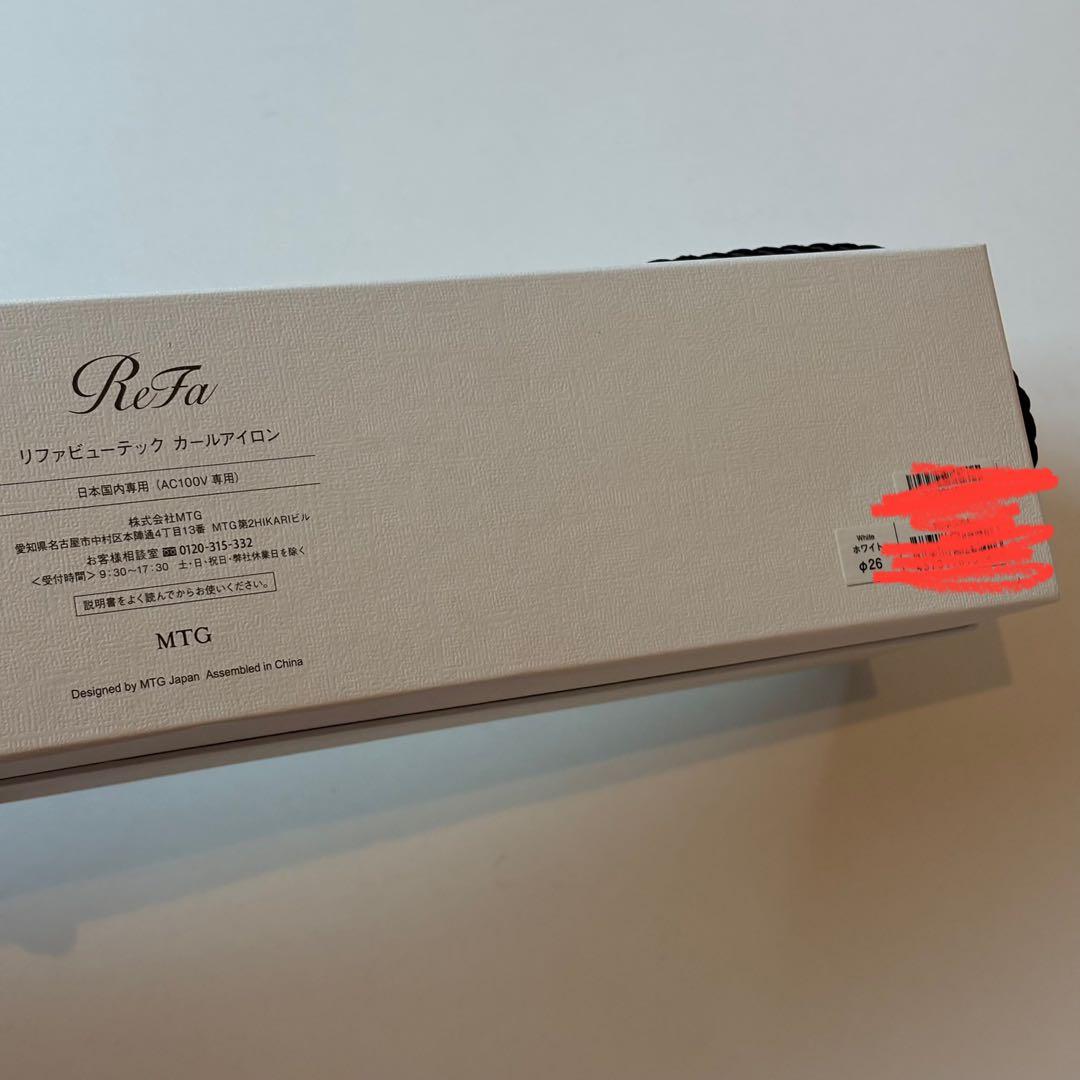 ReFa
リファビューテック カールアイロン
日本国内専用（AC100V 専用）
株式会社MTG
愛知県名古屋市中村区本陣通4丁目13番 MTG第2HIKARIビル
お客様相談室 0120-315-332
＜受付時間＞9：30〜17：30 土・日・祝日・弊社休業日を除く
説明書をよく読んでからお使いください。
MTG
Designed by MTG Japan Assembled in China
White
ホワイト
φ26